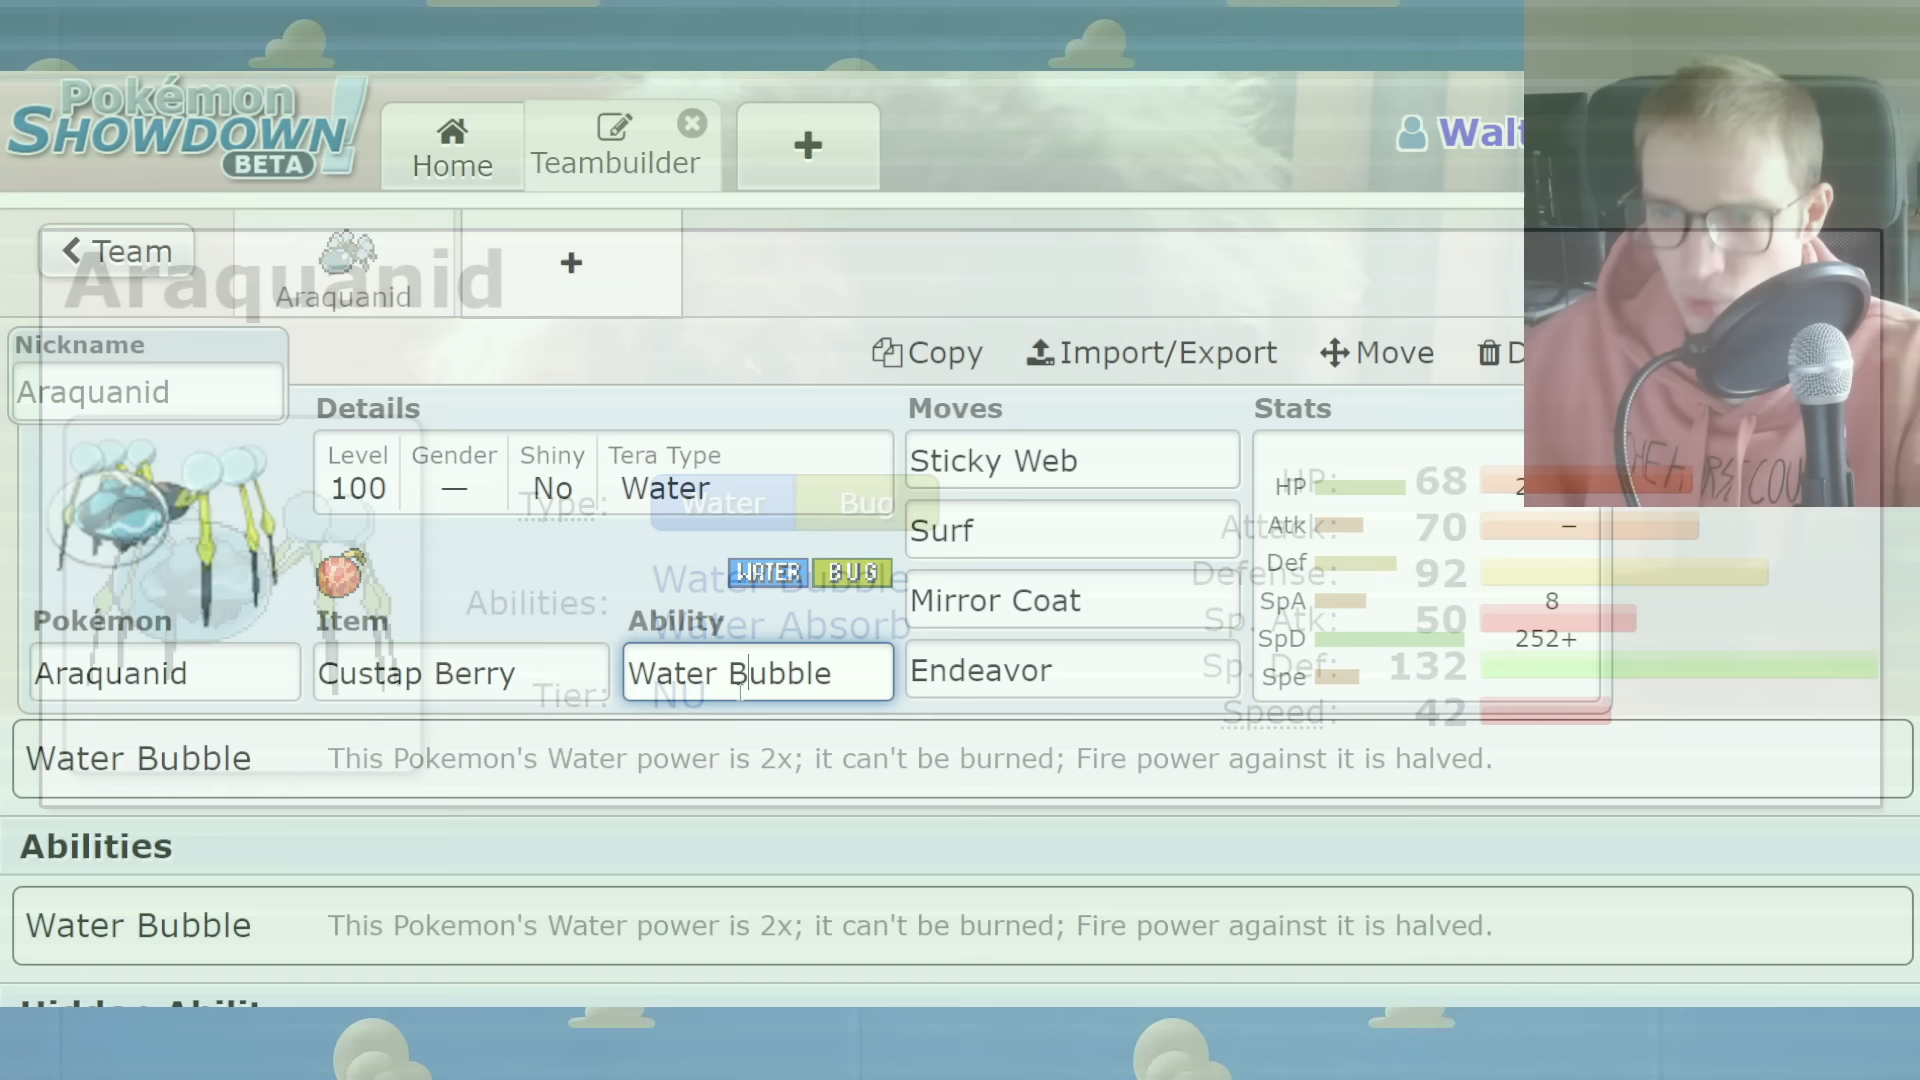 Pokémon
SHOWDOWN!
BETA
Home
Teambuilder
Walt
Team
Araquanid
Araquanid
Nickname
Araquanid
Copy
Import/Export
Move
D
Details
Moves
Stats
Level
Gender
Shiny
Tera Type
100
—
No
Water
Type:
Water
Bug
WATER
BUG
Water Bubble
Abilities:
Water Absorb
Tier:
NU
Sticky Web
Surf
Mirror Coat
Endeavor
HP
2
Atk
–
Def
SpA
8
SpD
252+
Spe
HP:
68
Attack:
70
Defense:
92
Sp. Atk:
50
Sp. Def:
132
Speed:
42
Pokémon
Item
Ability
Araquanid
Custap Berry
Water Bubble
Water Bubble
This Pokemon's Water power is 2x; it can't be burned; Fire power against it is halved.
Abilities
Water Bubble
This Pokemon's Water power is 2x; it can't be burned; Fire power against it is halved.